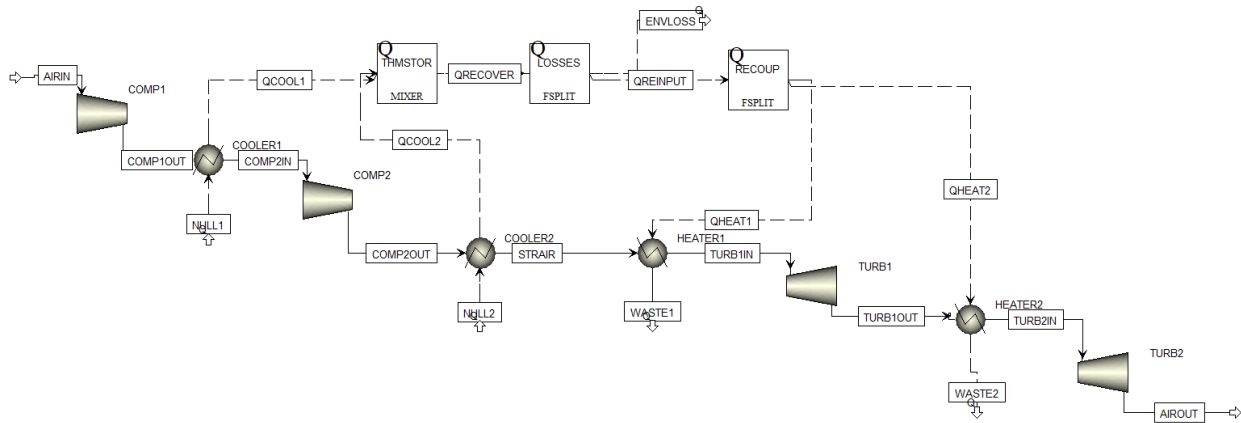 Q
ENVLOSS
Q
THMSTOR
MIXER
QRECOVER
Q
LOSSES
FSPLIT
QREINPUT
Q
RECOUP
FSPLIT
AIRIN
COMP1
QCOOL1
QCOOL2
COMP1OUT
COOLER1
COMP2IN
COMP2
NULL1
Q
QHEAT2
QHEAT1
COMP2OUT
COOLER2
STRAIR
HEATER1
TURB1IN
TURB1
NULL2
Q
WASTE1
Q
TURB1OUT
HEATER2
TURB2IN
TURB2
WASTE2
Q
AIROUT